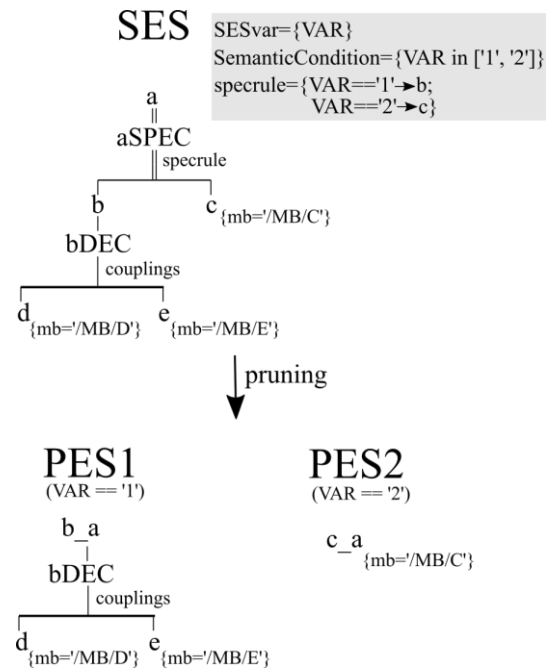 SES
SESvar={VAR}
SemanticCondition={VAR in ['1', '2']}
specrule={VAR=='1'→b;
VAR=='2'→c}
a
aSPEC
specrule
b
c{mb='/MB/C'}
bDEC
couplings
d{mb='/MB/D'}
e{mb='/MB/E'}
pruning
PES1
(VAR == '1')
b_a
bDEC
couplings
d{mb='/MB/D'}
e{mb='/MB/E'}
PES2
(VAR == '2')
c_a{mb='/MB/C'}